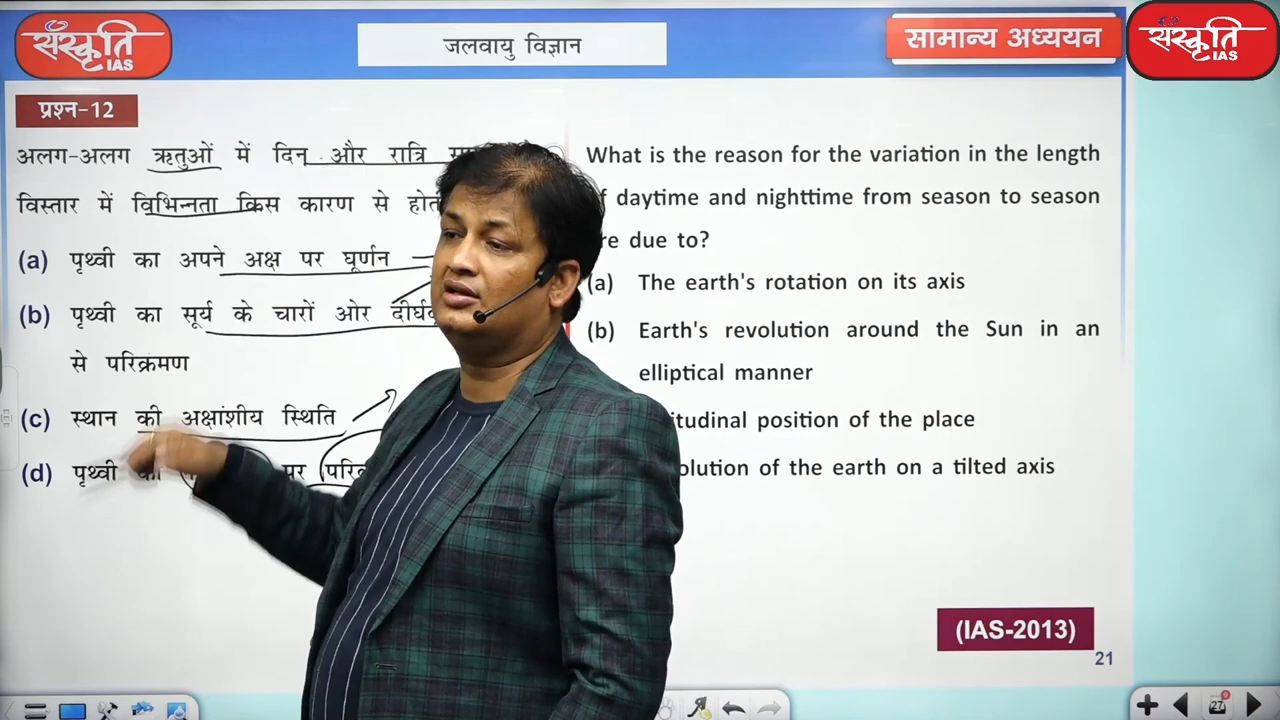 संस्कृति
IAS
जलवायु विज्ञान
सामान्य अध्ययन
संस्कृति
IAS
प्रश्न-12
अलग-अलग ऋतुओं में दिन और रात्रि
विस्तार में विभिन्नता किस कारण से
(a) पृथ्वी का अपने अक्ष पर घूर्णन
(b) पृथ्वी का सूर्य के चारों ओर
से परिक्रमण
(c) स्थान की अक्षांशीय स्थिति
(d) पृथ्वी का पर
What is the reason for the variation in the length
daytime and nighttime from season to season
due to?
(a) The earth's rotation on its axis
(b) Earth's revolution around the Sun in an
elliptical manner
position of the place
of the earth on a tilted axis
(IAS-2013)
21
27